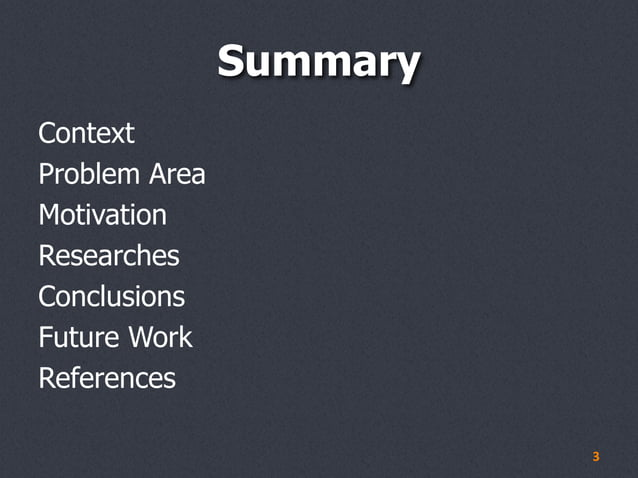 Summary
Context
Problem Area
Motivation
Researches
Conclusions
Future Work
References
3